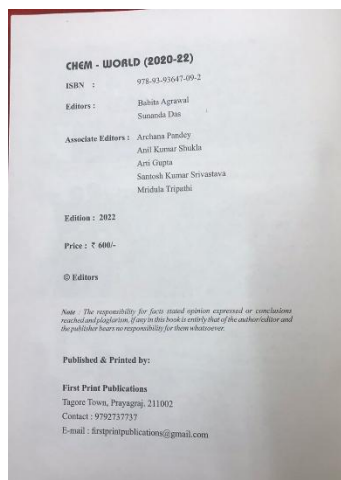 CHEM - WORLD (2020-22)
ISBN : 978-93-93647-09-2
Editors : Babita Agrawal
Sunanda Das
Associate Editors : Archana Pandey
Anil Kumar Shukla
Arti Gupta
Santosh Kumar Srivastava
Mridula Tripathi
Edition : 2022
Price : ₹ 600/-
© Editors
Note : The responsibility for facts stated opinion expressed or conclusions
reached and plagiarism, if any in this book is entirly that of the author/editor and
the publisher bears no responsibility for them whatsoever.
Published & Printed by:
First Print Publications
Tagore Town, Prayagraj. 211002
Contact : 9792737737
E-mail : firstprintpublications@gmail.com